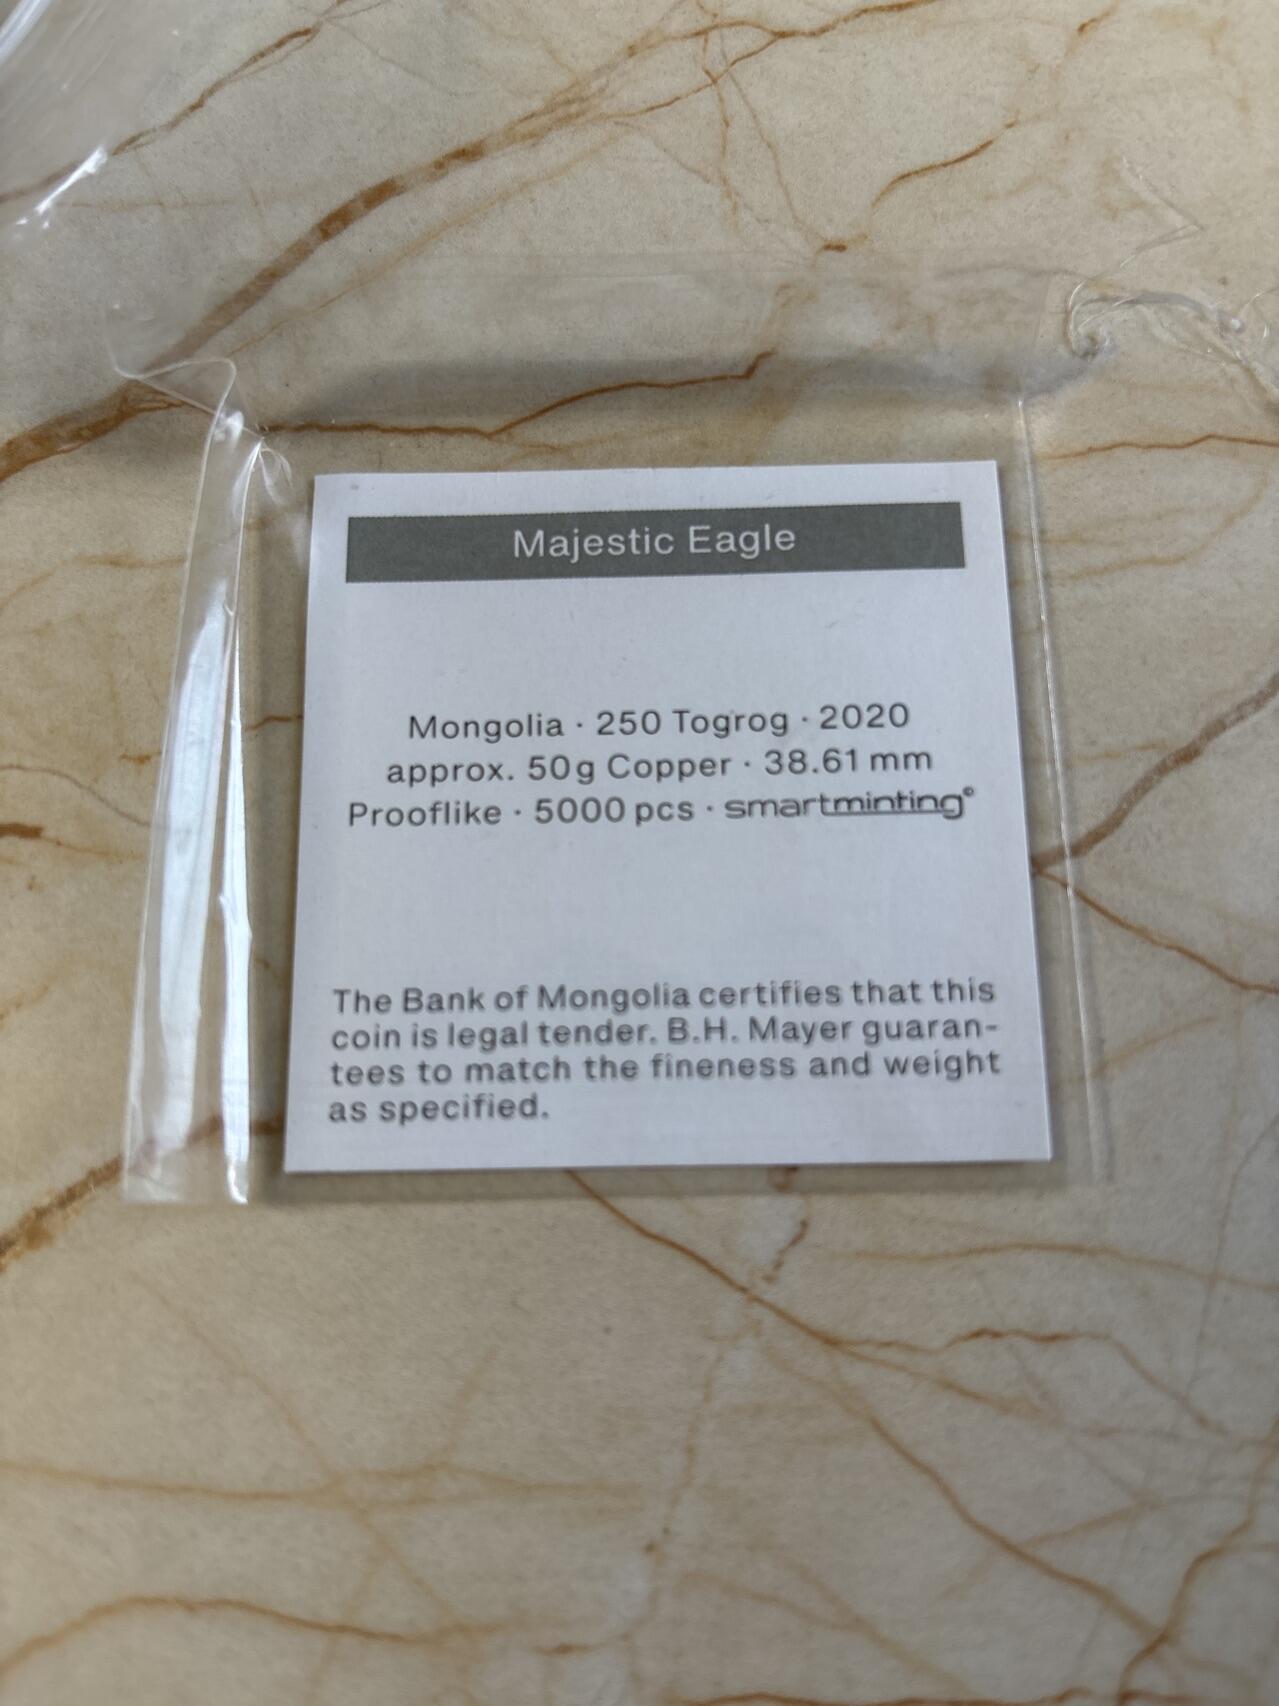 Majestic Eagle
Mongolia · 250 Togrog · 2020
approx. 50g Copper · 38.61 mm
Prooflike · 5000 pcs · smartminting©
The Bank of Mongolia certifies that this
coin is legal tender. B.H. Mayer guaran-
tees to match the fineness and weight
as specified.